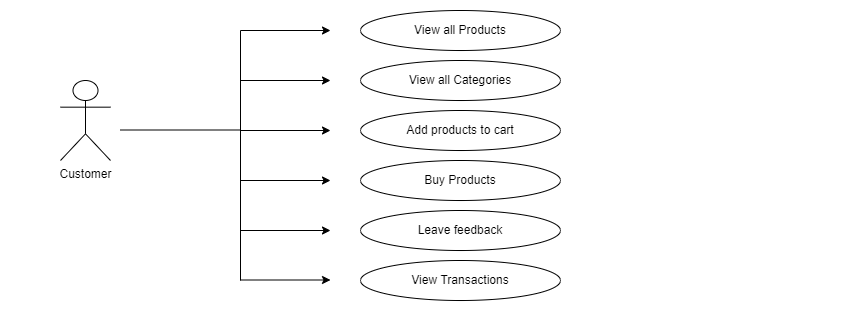 View all Products
View all Categories
Add products to cart
Customer
Buy Products
Leave feedback
View Transactions